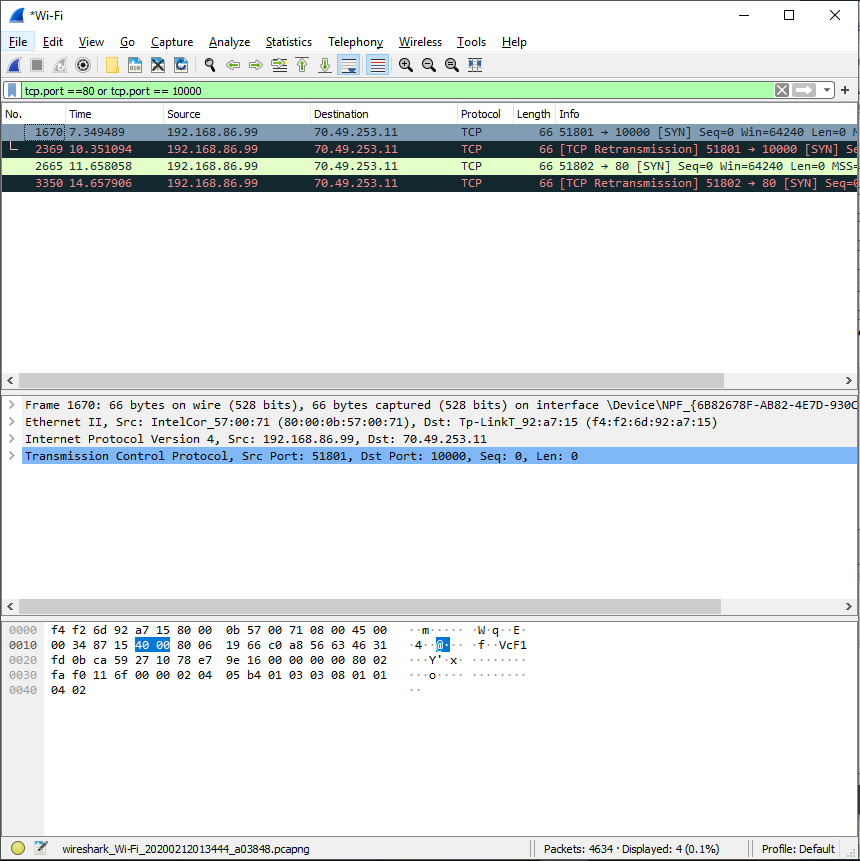 *Wi-Fi
File Edit View Go Capture Analyze Statistics Telephony Wireless Tools Help
tcp.port ==80 or tcp.port == 10000
No. Time Source Destination Protocol Length Info
1670 7.349489 192.168.86.99 70.49.253.11 TCP 66 51801 → 10000 [SYN] Seq=0 Win=64240 Len=0 M
2369 10.351094 192.168.86.99 70.49.253.11 TCP 66 [TCP Retransmission] 51801 → 10000 [SYN] Se
2665 11.658058 192.168.86.99 70.49.253.11 TCP 66 51802 → 80 [SYN] Seq=0 Win=64240 Len=0 MSS=
3350 14.657906 192.168.86.99 70.49.253.11 TCP 66 [TCP Retransmission] 51802 → 80 [SYN] Seq=0
Frame 1670: 66 bytes on wire (528 bits), 66 bytes captured (528 bits) on interface \Device\NPF_{6B82678F-AB82-4E7D-930C
Ethernet II, Src: IntelCor_57:00:71 (80:00:0b:57:00:71), Dst: Tp-LinkT_92:a7:15 (f4:f2:6d:92:a7:15)
Internet Protocol Version 4, Src: 192.168.86.99, Dst: 70.49.253.11
Transmission Control Protocol, Src Port: 51801, Dst Port: 10000, Seq: 0, Len: 0
0000 f4 f2 6d 92 a7 15 80 00 0b 57 00 71 08 00 45 00 ··m····· ·W·q··E·
0010 00 34 87 15 40 00 80 06 19 66 c0 a8 56 63 46 31 ·4··@··· ·f··VcF1
0020 fd 0b ca 59 27 10 78 e7 9e 16 00 00 00 00 80 02 ···Y'·x· ········
0030 fa f0 11 6f 00 00 02 04 05 b4 01 03 03 08 01 01 ···o···· ········
0040 04 02 ··
wireshark_Wi-Fi_20200212013444_a03848.pcapng Packets: 4634 · Displayed: 4 (0.1%) Profile: Default